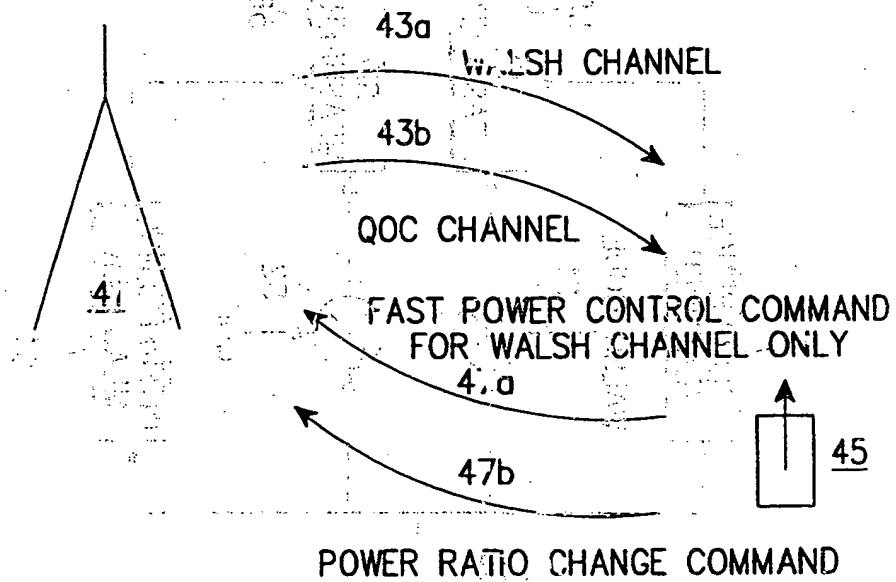 43a
WALSH CHANNEL
43b
QOC CHANNEL
41
FAST POWER CONTROL COMMAND
FOR WALSH CHANNEL ONLY
47a
45
47b
POWER RATIO CHANGE COMMAND